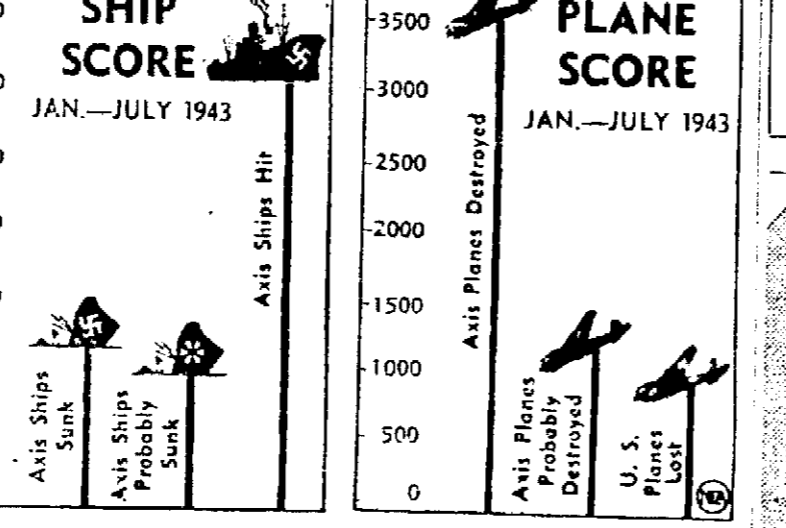 SHIP
SCORE
JAN.—JULY 1943
Axis Ships Hit
Axis Ships
Sunk
Axis Ships
Probably
Sunk
3500
3000
2500
2000
1500
1000
500
0
PLANE
SCORE
JAN.—JULY 1943
Axis Planes Destroyed
Axis Planes
Probably
Destroyed
U. S.
Planes
Lost
NEA